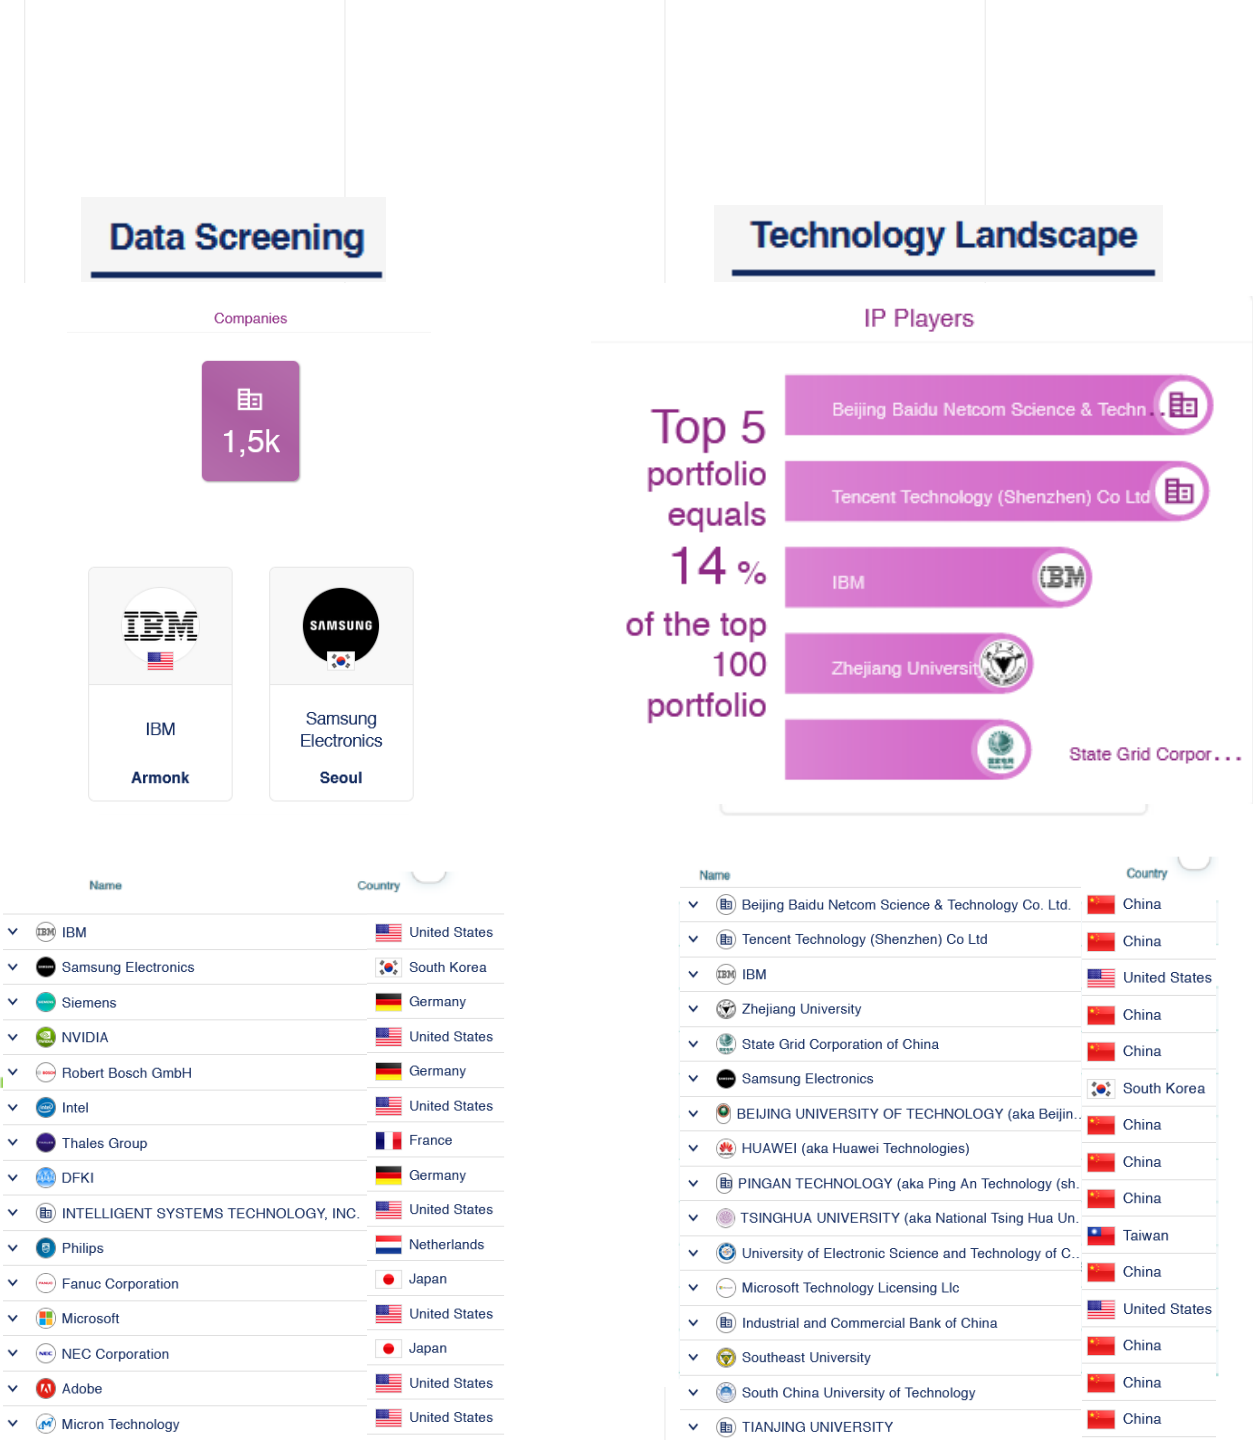 Data Screening
Companies
1,5k
IBM
SAMSUNG
IBM
Armonk
Samsung
Electronics
Seoul
Name Country
IBM United States
Samsung Electronics South Korea
Siemens Germany
NVIDIA United States
Robert Bosch GmbH Germany
Intel United States
Thales Group France
DFKI Germany
INTELLIGENT SYSTEMS TECHNOLOGY, INC. United States
Philips Netherlands
Fanuc Corporation Japan
Microsoft United States
NEC Corporation Japan
Adobe United States
Micron Technology United States
Technology Landscape
IP Players
Top 5
portfolio
equals
14 %
of the top
100
portfolio
Beijing Baidu Netcom Science & Techn...
Tencent Technology (Shenzhen) Co Ltd
IBM
IBM
Zhejiang University
State Grid Corpor...
Name Country
Beijing Baidu Netcom Science & Technology Co. Ltd. China
Tencent Technology (Shenzhen) Co Ltd China
IBM United States
Zhejiang University China
State Grid Corporation of China China
Samsung Electronics South Korea
BEIJING UNIVERSITY OF TECHNOLOGY (aka Beijin.. China
HUAWEI (aka Huawei Technologies) China
PINGAN TECHNOLOGY (aka Ping An Technology (sh. China
TSINGHUA UNIVERSITY (aka National Tsing Hua Un. Taiwan
University of Electronic Science and Technology of C.. China
Microsoft Technology Licensing Llc United States
Industrial and Commercial Bank of China China
Southeast University China
South China University of Technology China
TIANJING UNIVERSITY